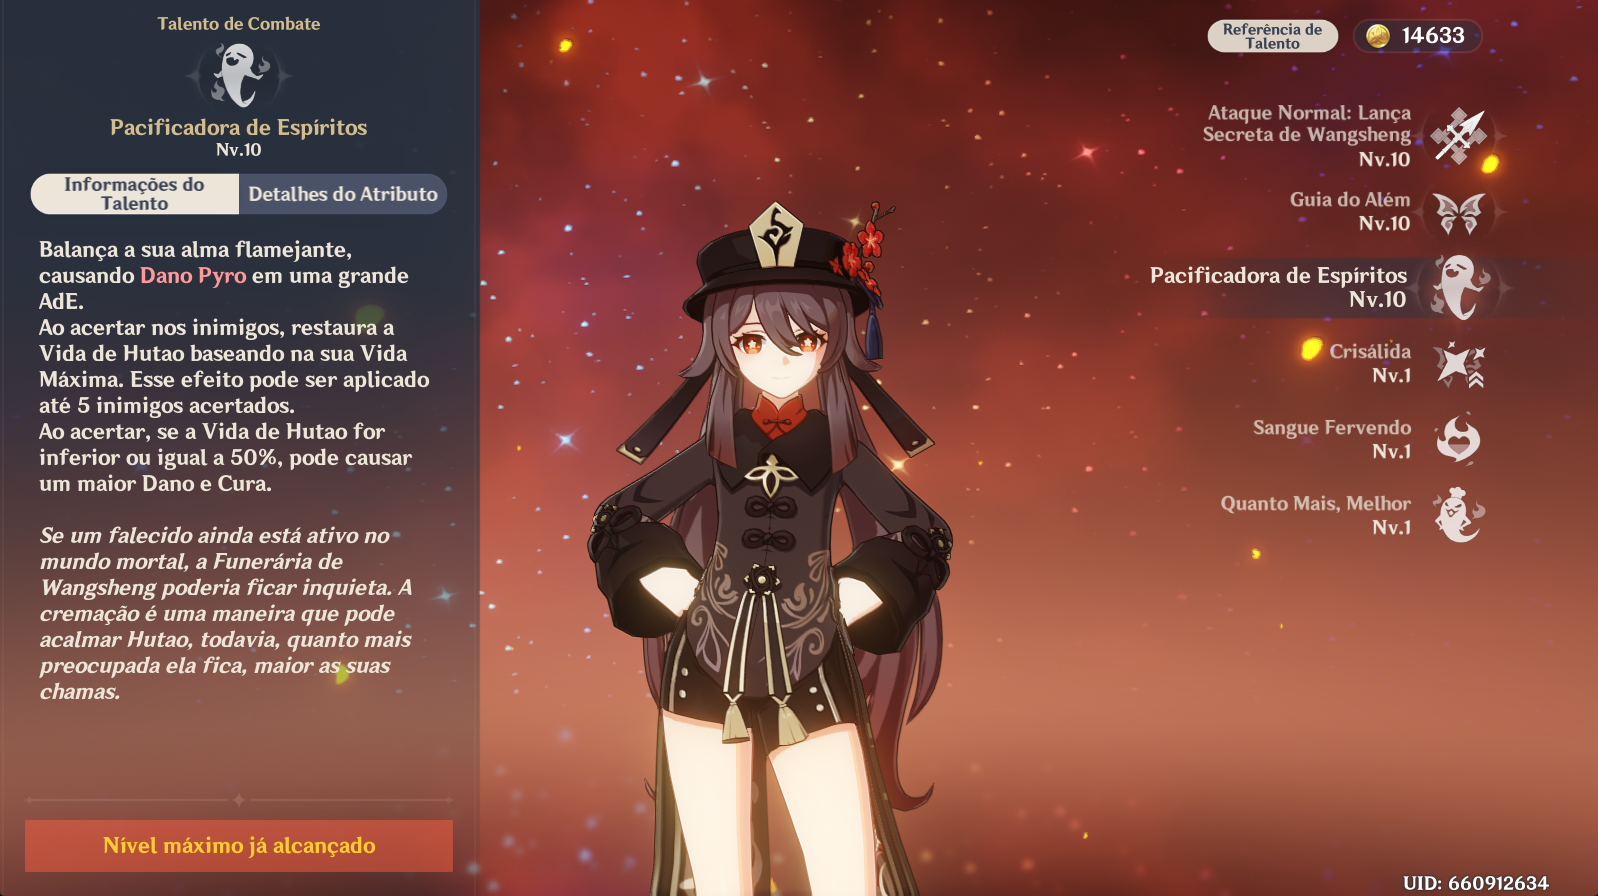 Talento de Combate
Pacificadora de Espíritos
Nv.10
Informações do
Talento
Detalhes do Atributo
Balança a sua alma flamejante,
causando Dano Pyro em uma grande
AdE.
Ao acertar nos inimigos, restaura a
Vida de Hutao baseando na sua Vida
Máxima. Esse efeito pode ser aplicado
até 5 inimigos acertados.
Ao acertar, se a Vida de Hutao for
inferior ou igual a 50%, pode causar
um maior Dano e Cura.
Se um falecido ainda está ativo no
mundo mortal, a Funerária de
Wangsheng poderia ficar inquieta. A
cremação é uma maneira que pode
acalmar Hutao, todavia, quanto mais
preocupada ela fica, maior as suas
chamas.
Nível máximo já alcançado
Referência de
Talento
14633
Ataque Normal: Lança
Secreta de Wangsheng
Nv.10
Guia do Além
Nv.10
Pacificadora de Espíritos
Nv.10
Crisálida
Nv.1
Sangue Fervendo
Nv.1
Quanto Mais, Melhor
Nv.1
UID: 660912634